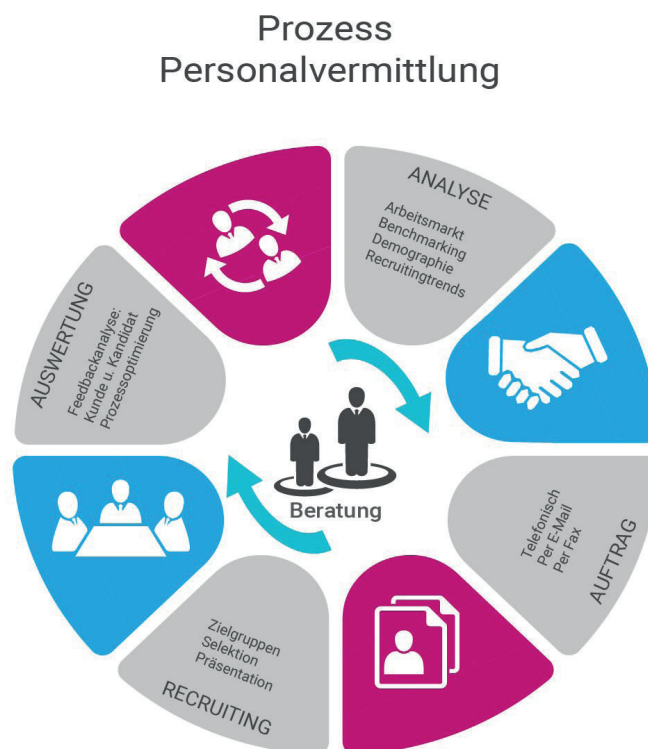 Prozess
Personalvermittlung
ANALYSE
Arbeitsmarkt
Benchmarking
Demographie
Recruitingtrends
AUFTRAG
Telefonisch
Per E-Mail
Per Fax
RECRUITING
Zielgruppen
Selektion
Präsentation
AUSWERTUNG
Feedbackanalyse:
Kunde u. Kandidat
Prozessoptimierung
Beratung